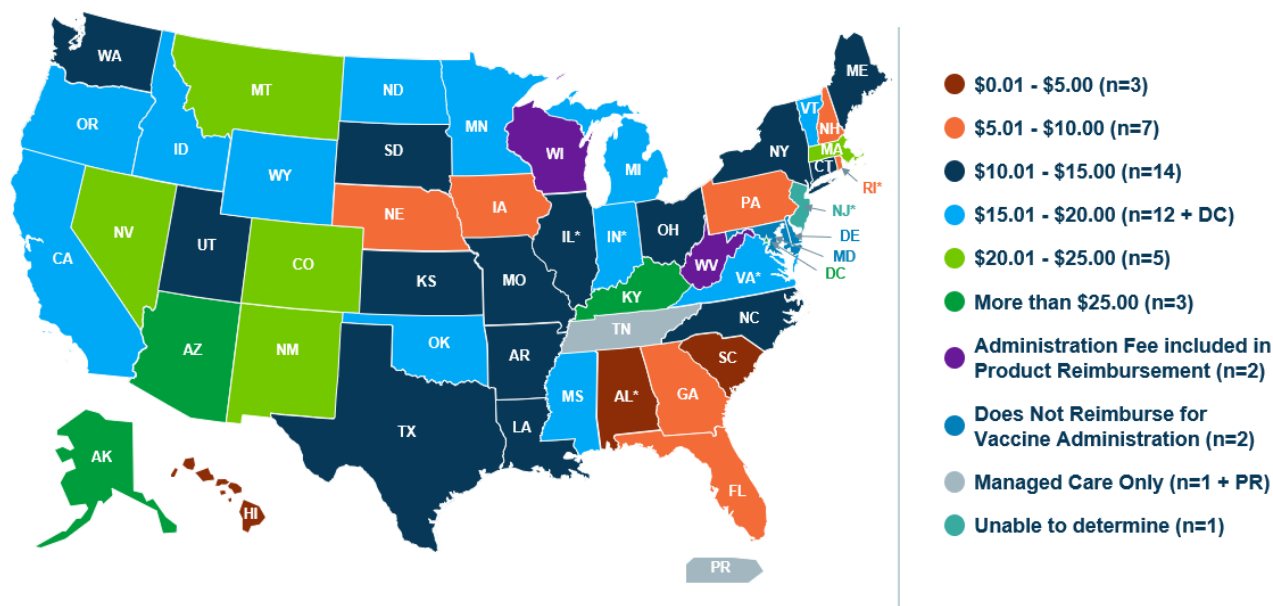 WA
OR
CA
ID
NV
MT
WY
UT
AZ
CO
NM
ND
SD
NE
KS
OK
TX
MN
IA
MO
AR
LA
WI
IL*
MI
IN*
OH
KY
TN
MS
AL*
GA
FL
SC
NC
VA*
WV
PA
NY
VT
NH
MA
CT
ME
RI*
NJ*
DE
MD
DC
AK
HI
PR
$0.01 - $5.00 (n=3)
$5.01 - $10.00 (n=7)
$10.01 - $15.00 (n=14)
$15.01 - $20.00 (n=12 + DC)
$20.01 - $25.00 (n=5)
More than $25.00 (n=3)
Administration Fee included in
Product Reimbursement (n=2)
Does Not Reimburse for
Vaccine Administration (n=2)
Managed Care Only (n=1 + PR)
Unable to determine (n=1)